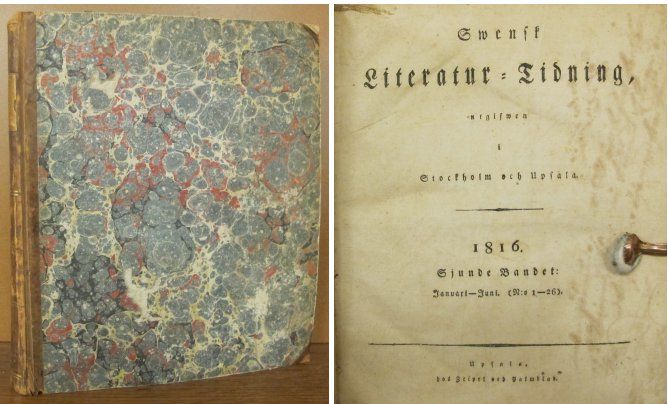 Swensk
Literatur-Tidning,
utgifwen
i
Stockholm och Upsala.
1816.
Sjunde Bandet:
Januari—Juni. (N:o 1—26).
Upsala,
hos Zeipel och Palmblad.